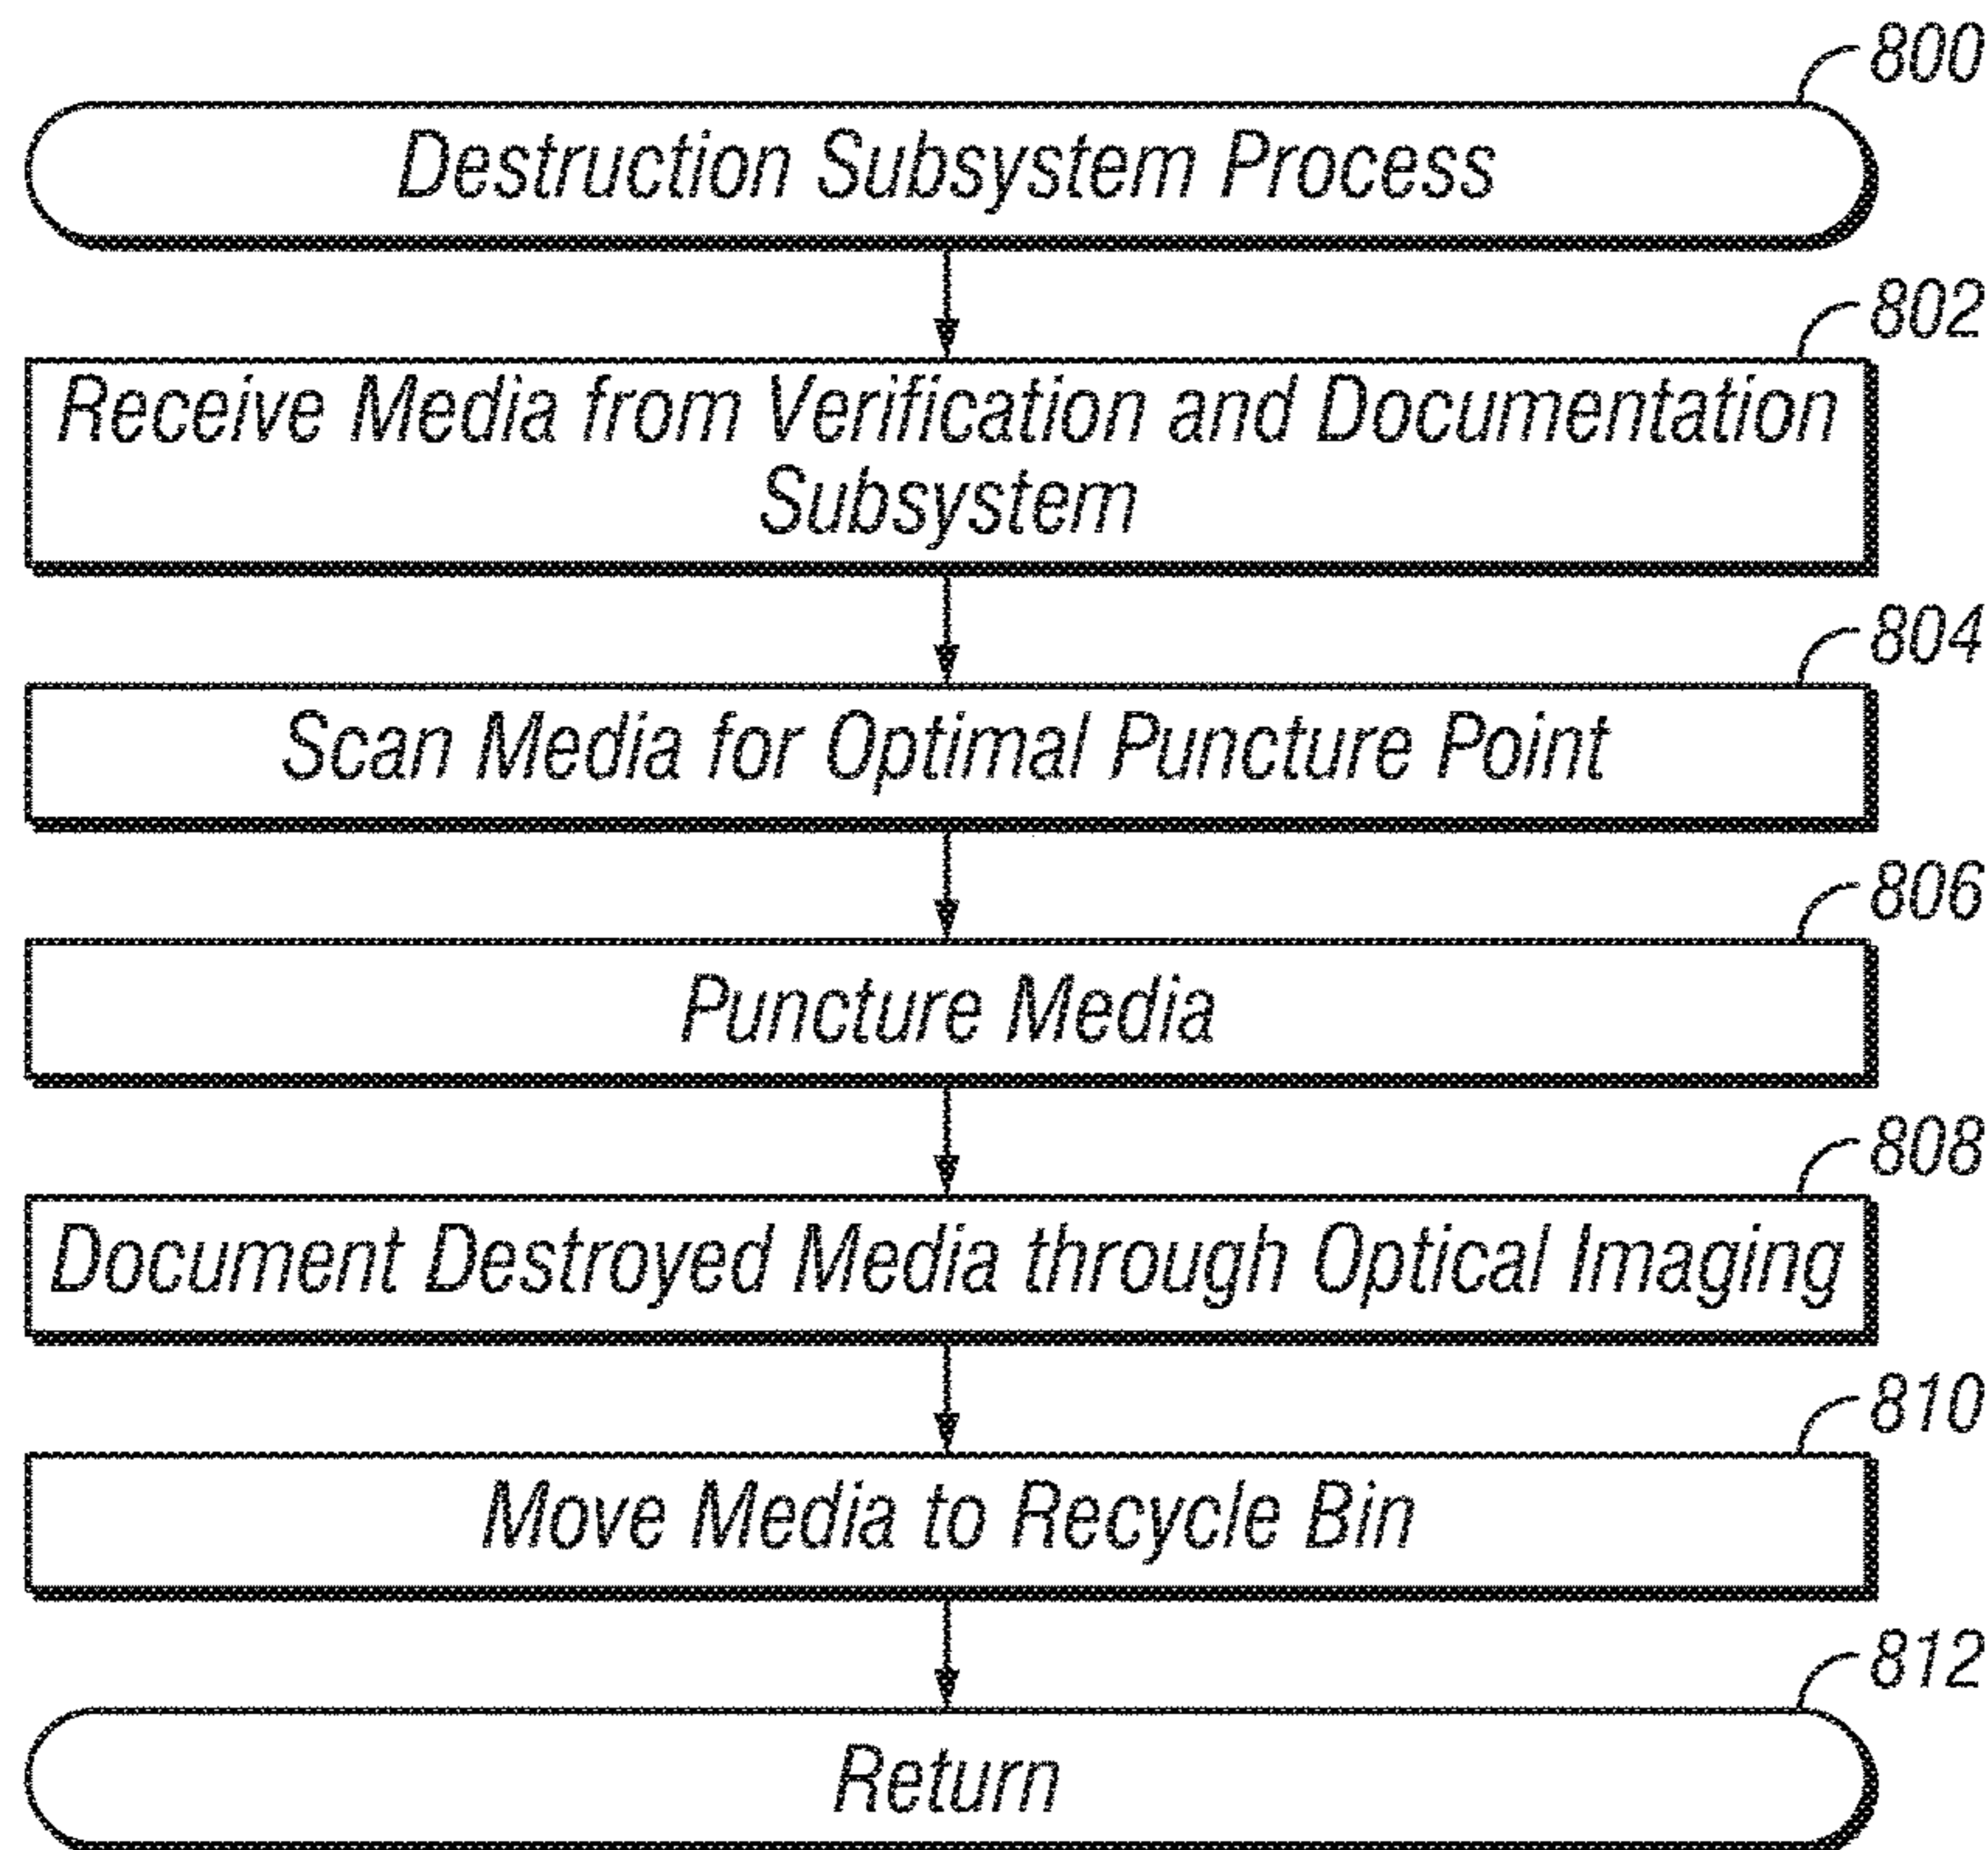 800
Destruction Subsystem Process
802
Receive Media from Verification and Documentation
Subsystem
804
Scan Media for Optimal Puncture Point
806
Puncture Media
808
Document Destroyed Media through Optical Imaging
810
Move Media to Recycle Bin
812
Return